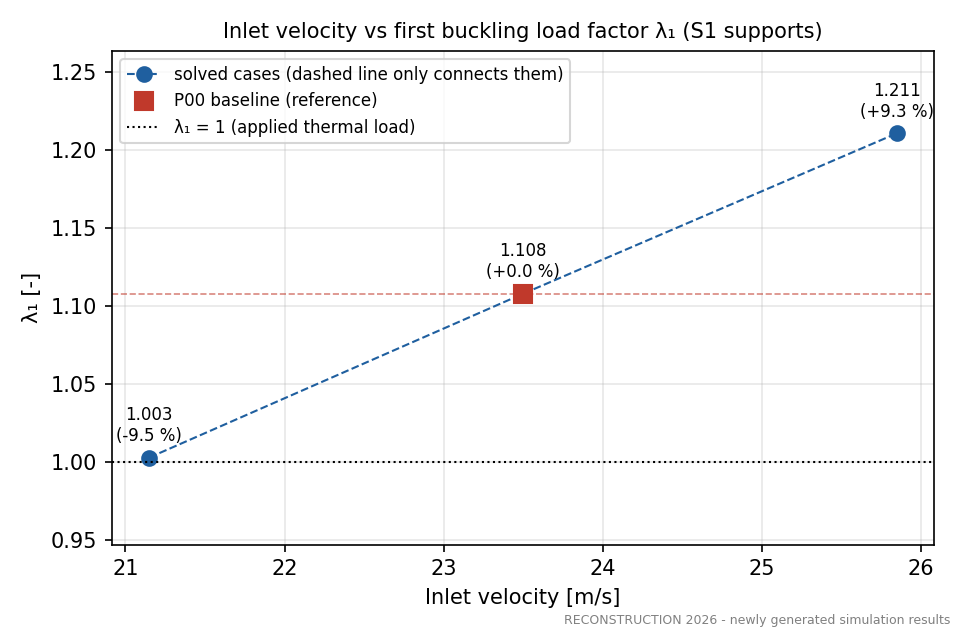 Inlet velocity vs first buckling load factor λ₁ (S1 supports)
solved cases (dashed line only connects them)
P00 baseline (reference)
λ₁ = 1 (applied thermal load)
1.211
(+9.3 %)
1.108
(+0.0 %)
1.003
(-9.5 %)
1.25
1.20
1.15
1.10
1.05
1.00
0.95
λ₁ [-]
21
22
23
24
25
26
Inlet velocity [m/s]
RECONSTRUCTION 2026 - newly generated simulation results